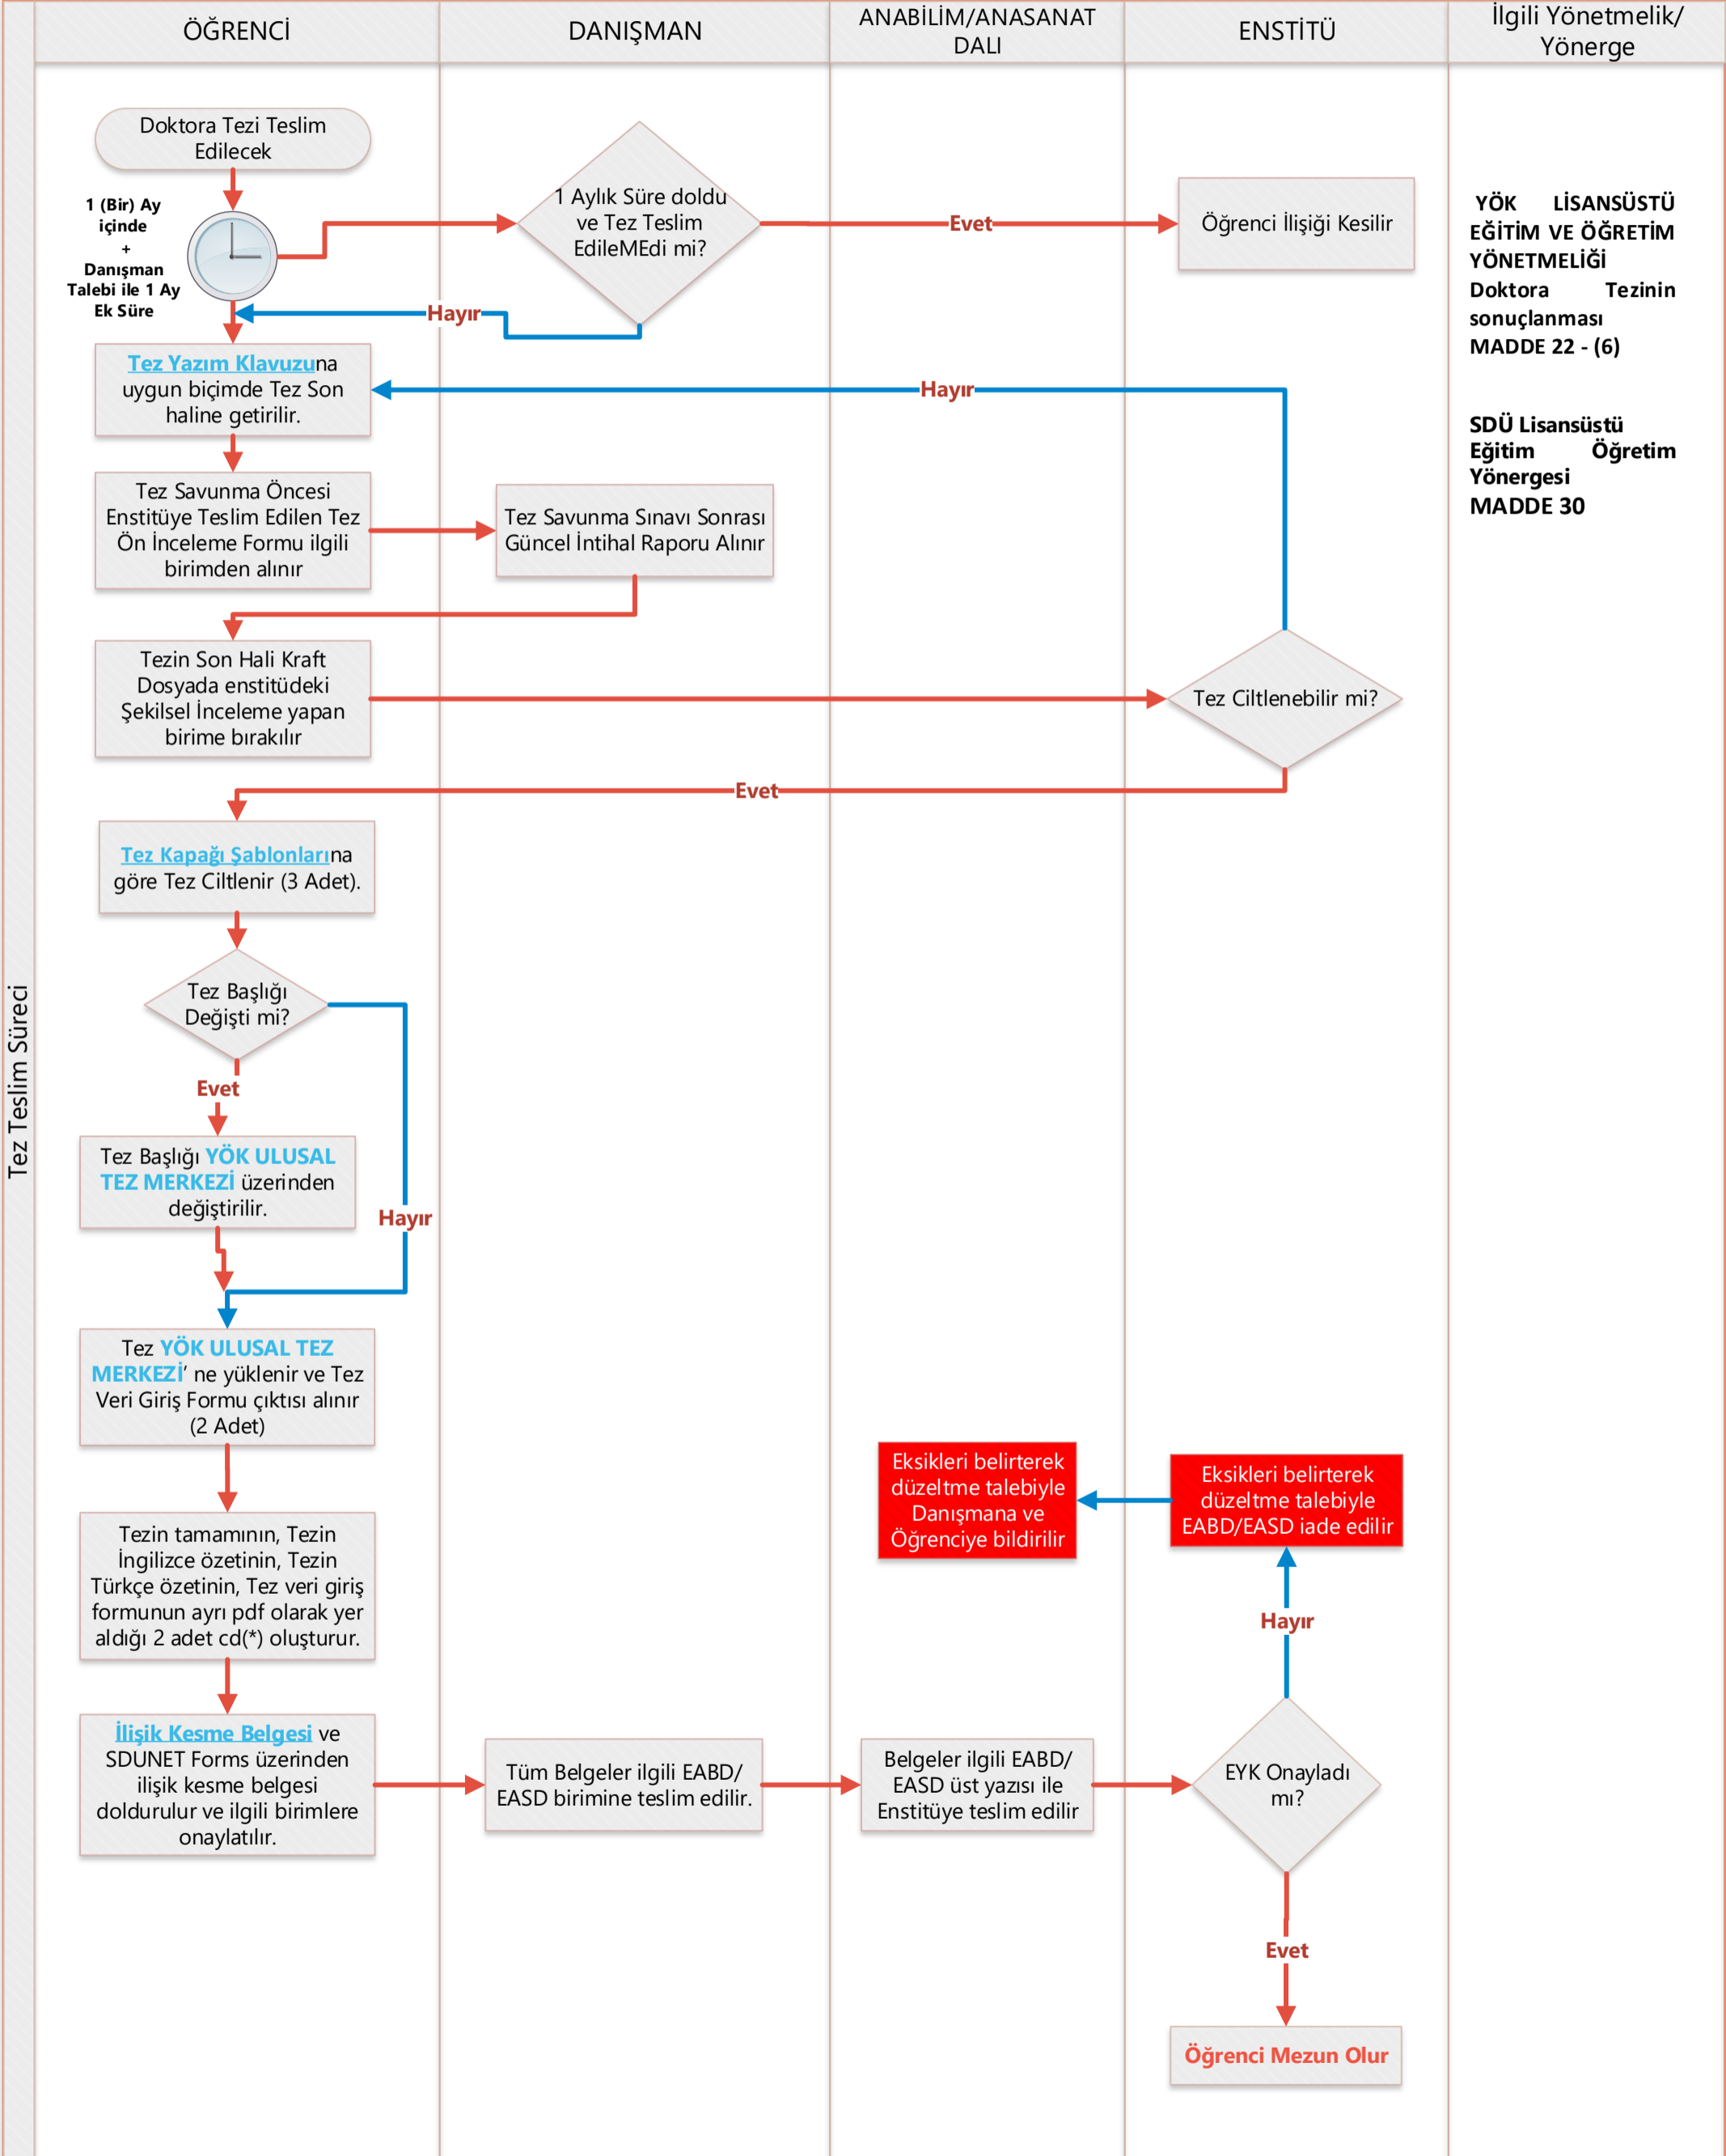 ÖĞRENCİ
DANIŞMAN
ANABİLİM/ANASANAT
DALI
ENSTİTÜ
İlgili Yönetmelik/
Yönerge
Tez Teslim Süreci
Doktora Tezi Teslim
Edilecek
1 (Bir) Ay
içinde
+
Danışman
Talebi ile 1 Ay
Ek Süre
1 Aylık Süre doldu
ve Tez Teslim
EdileMEdi mi?
Evet
Öğrenci İlişiği Kesilir
Hayır
YÖK LİSANSÜSTÜ
EĞİTİM VE ÖĞRETİM
YÖNETMELİĞİ
Doktora Tezinin
sonuçlanması
MADDE 22 - (6)
SDÜ Lisansüstü
Eğitim Öğretim
Yönergesi
MADDE 30
Tez Yazım Klavuzuna
uygun biçimde Tez Son
haline getirilir.
Hayır
Tez Savunma Öncesi
Enstitüye Teslim Edilen Tez
Ön İnceleme Formu ilgili
birimden alınır
Tez Savunma Sınavı Sonrası
Güncel İntihal Raporu Alınır
Tezin Son Hali Kraft
Dosyada enstitüdeki
Şekilsel İnceleme yapan
birime bırakılır
Tez Ciltlenebilir mi?
Evet
Tez Kapağı Şablonlarına
göre Tez Ciltlenir (3 Adet).
Tez Başlığı
Değişti mi?
Evet
Tez Başlığı YÖK ULUSAL
TEZ MERKEZİ üzerinden
değiştirilir.
Hayır
Tez YÖK ULUSAL TEZ
MERKEZİ’ ne yüklenir ve Tez
Veri Giriş Formu çıktısı alınır
(2 Adet)
Eksikleri belirterek
düzeltme talebiyle
Danışmana ve
Öğrenciye bildirilir
Eksikleri belirterek
düzeltme talebiyle
EABD/EASD iade edilir
Tezin tamamının, Tezin
İngilizce özetinin, Tezin
Türkçe özetinin, Tez veri giriş
formunun ayrı pdf olarak yer
aldığı 2 adet cd(*) oluşturur.
Hayır
İlişik Kesme Belgesi ve
SDUNET Forms üzerinden
ilişik kesme belgesi
doldurulur ve ilgili birimlere
onaylatılır.
Tüm Belgeler ilgili EABD/
EASD birimine teslim edilir.
Belgeler ilgili EABD/
EASD üst yazısı ile
Enstitüye teslim edilir
EYK Onayladı
mı?
Evet
Öğrenci Mezun Olur